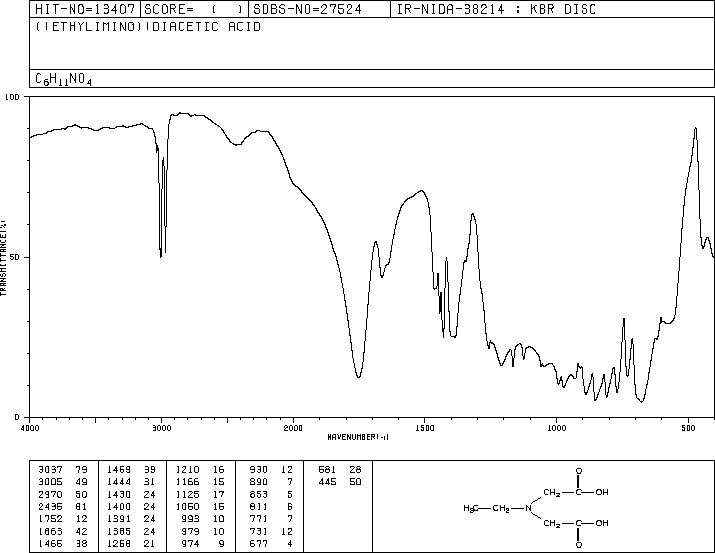 HIT-NO=13407 SCORE= ( ) SDBS-NO=27524 IR-NIDA-38214 : KBR DISC
((ETHYLIMINO))DIACETIC ACID
C6H11NO4
100
50
0
TRANSMITTANCE(%)
4000 3000 2000 1500 1000 500
WAVENUMBER(-1)
3037 79 1469 39 1210 16 930 12 581 28
3005 49 1444 31 1166 15 890 7 445 50
2970 50 1430 24 1125 17 853 5
2436 81 1400 24 1050 15 811 6
1752 12 1391 24 993 10 771 7
1663 42 1385 24 979 10 731 12
1466 38 1258 21 974 9 677 4
O
CH2 C OH
H3C CH2 N
CH2 C OH
O